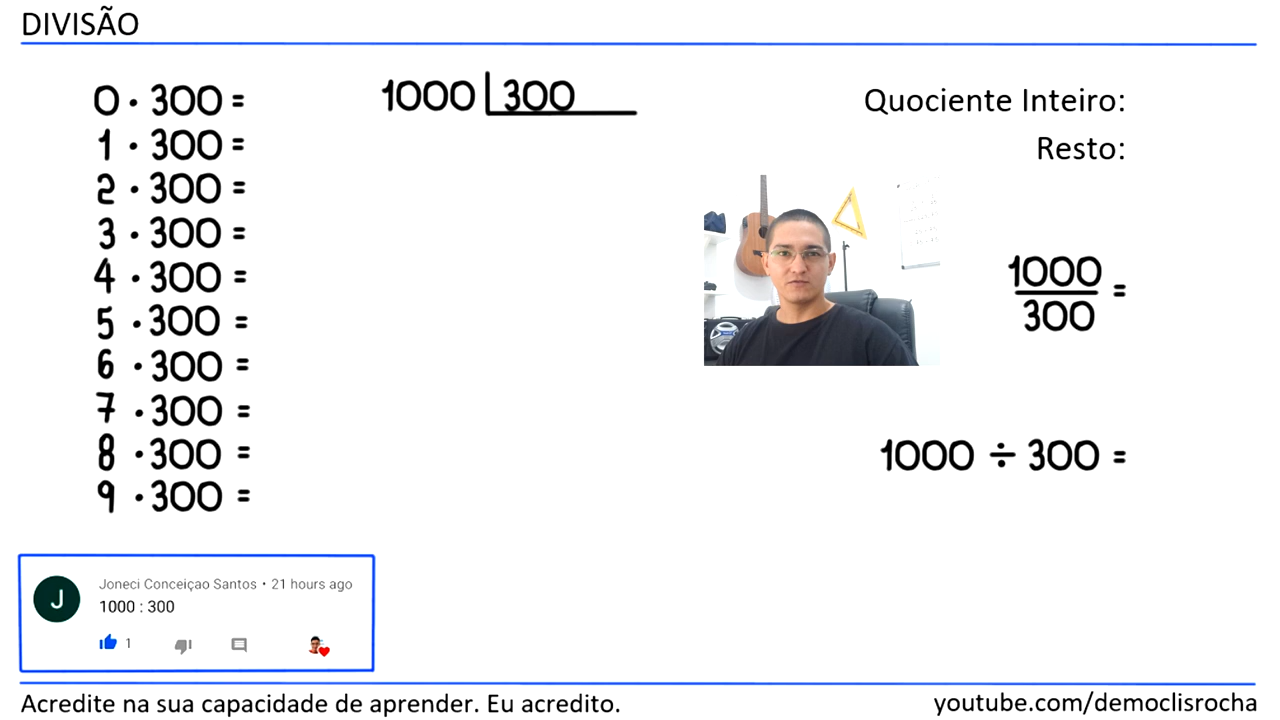 DIVISÃO
0 · 300 =
1 · 300 =
2 · 300 =
3 · 300 =
4 · 300 =
5 · 300 =
6 · 300 =
7 · 300 =
8 · 300 =
9 · 300 =
1000 300
Quociente Inteiro:
Resto:
1000
300
=
1000 ÷ 300 =
J
Joneci Conceiçao Santos • 21 hours ago
1000 : 300
1
Acredite na sua capacidade de aprender. Eu acredito.
youtube.com/democlisrocha